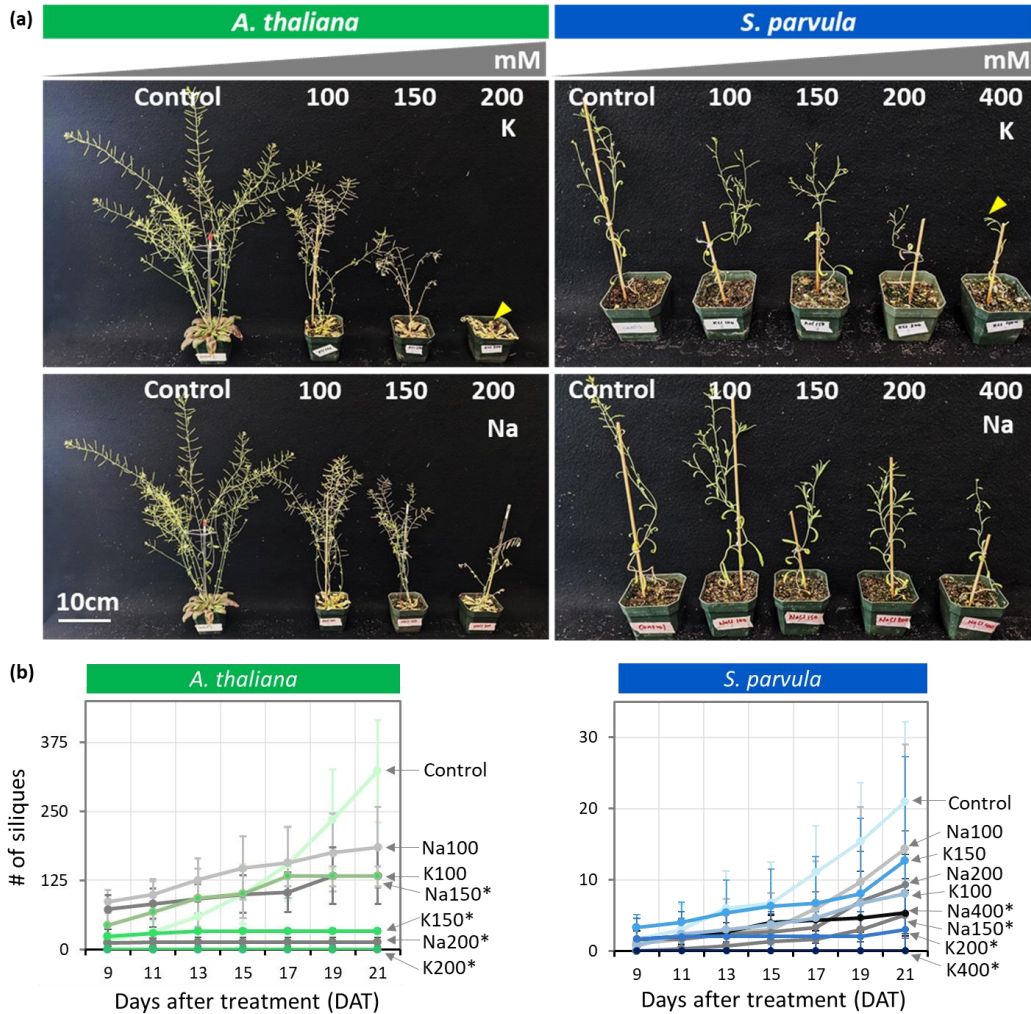 (a)
A. thaliana
S. parvula
mM
mM
Control 100 150 200
K
Control 100 150 200 400
K
Control 100 150 200
Na
10cm
Control 100 150 200 400
Na
Control
(b)
A. thaliana
S. parvula
# of siliques
375
250
125
0
9 11 13 15 17 19 21
Days after treatment (DAT)
Control
Na100
K100
Na150*
K150*
Na200*
K200*
30
20
10
0
9 11 13 15 17 19 21
Days after treatment (DAT)
Control
Na100
K150
Na200
K100
Na400*
Na150*
K200*
K400*